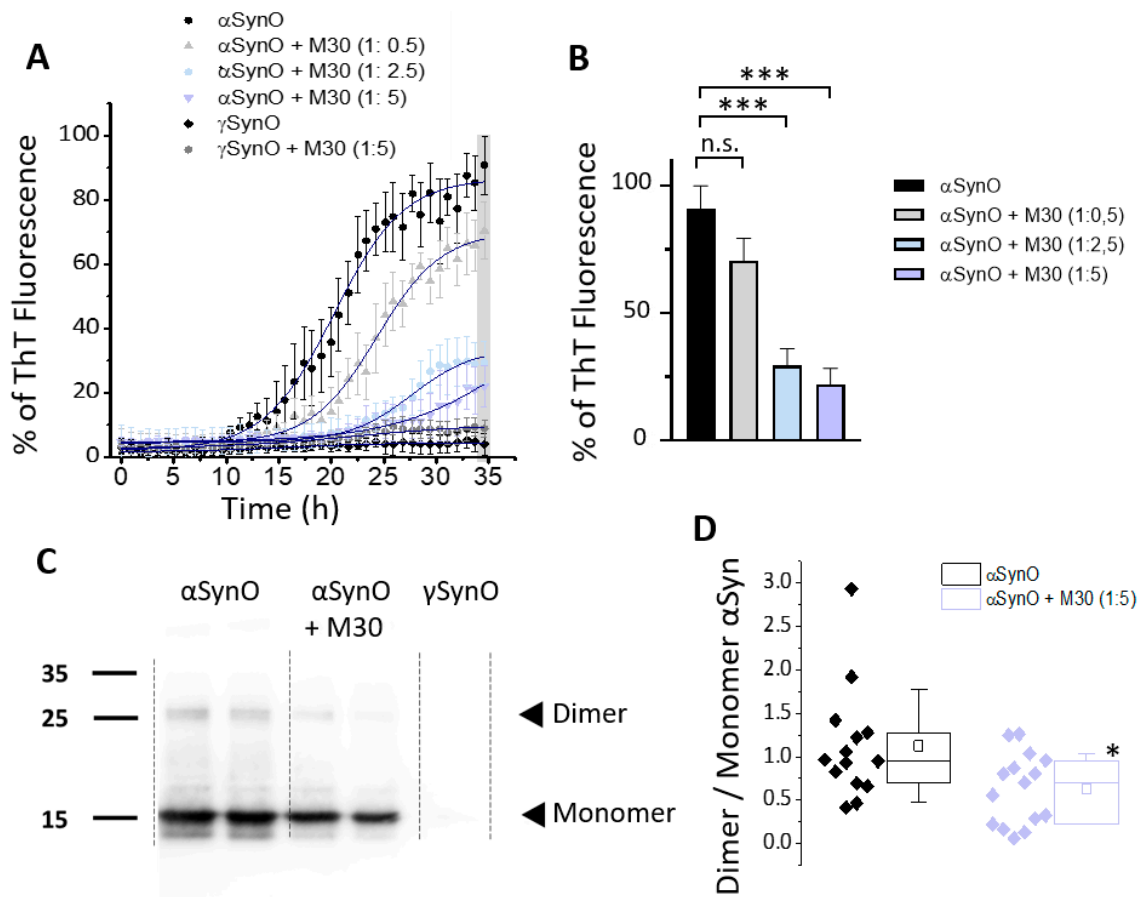 A
αSynO
αSynO + M30 (1: 0.5)
αSynO + M30 (1: 2.5)
αSynO + M30 (1: 5)
γSynO
γSynO + M30 (1:5)
% of ThT Fluorescence
100
80
60
40
20
0
0 5 10 15 20 25 30 35
Time (h)
B
***
***
n.s.
% of ThT Fluorescence
100
50
0
αSynO
αSynO + M30 (1:0,5)
αSynO + M30 (1:2,5)
αSynO + M30 (1:5)
C
αSynO
αSynO
+ M30
γSynO
35
25
15
Dimer
Monomer
D
Dimer / Monomer αSyn
3.0
2.5
2.0
1.5
1.0
0.5
0.0
αSynO
αSynO + M30 (1:5)
*